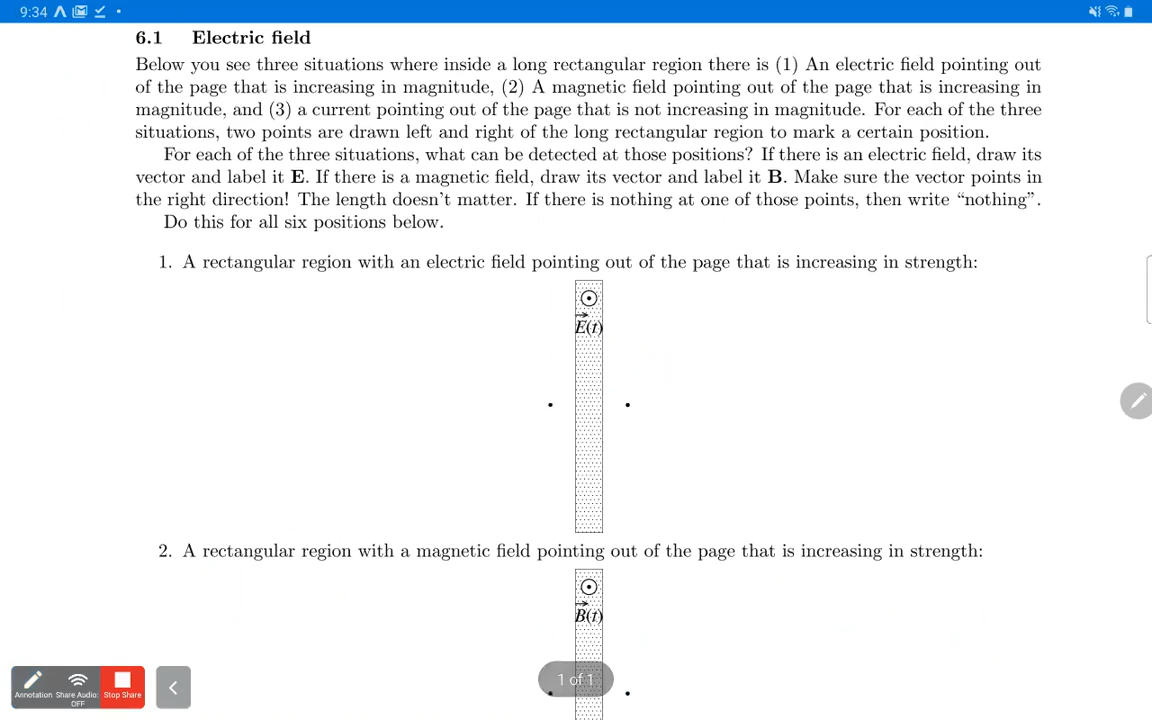 9:34
6.1 Electric field
Below you see three situations where inside a long rectangular region there is (1) An electric field pointing out
of the page that is increasing in magnitude, (2) A magnetic field pointing out of the page that is increasing in
magnitude, and (3) a current pointing out of the page that is not increasing in magnitude. For each of the three
situations, two points are drawn left and right of the long rectangular region to mark a certain position.
For each of the three situations, what can be detected at those positions? If there is an electric field, draw its
vector and label it E. If there is a magnetic field, draw its vector and label it B. Make sure the vector points in
the right direction! The length doesn't matter. If there is nothing at one of those points, then write “nothing”.
Do this for all six positions below.
1. A rectangular region with an electric field pointing out of the page that is increasing in strength:
E(t)
2. A rectangular region with a magnetic field pointing out of the page that is increasing in strength:
B(t)
1 of 1
Annotation Share Audio: Stop Share
OFF